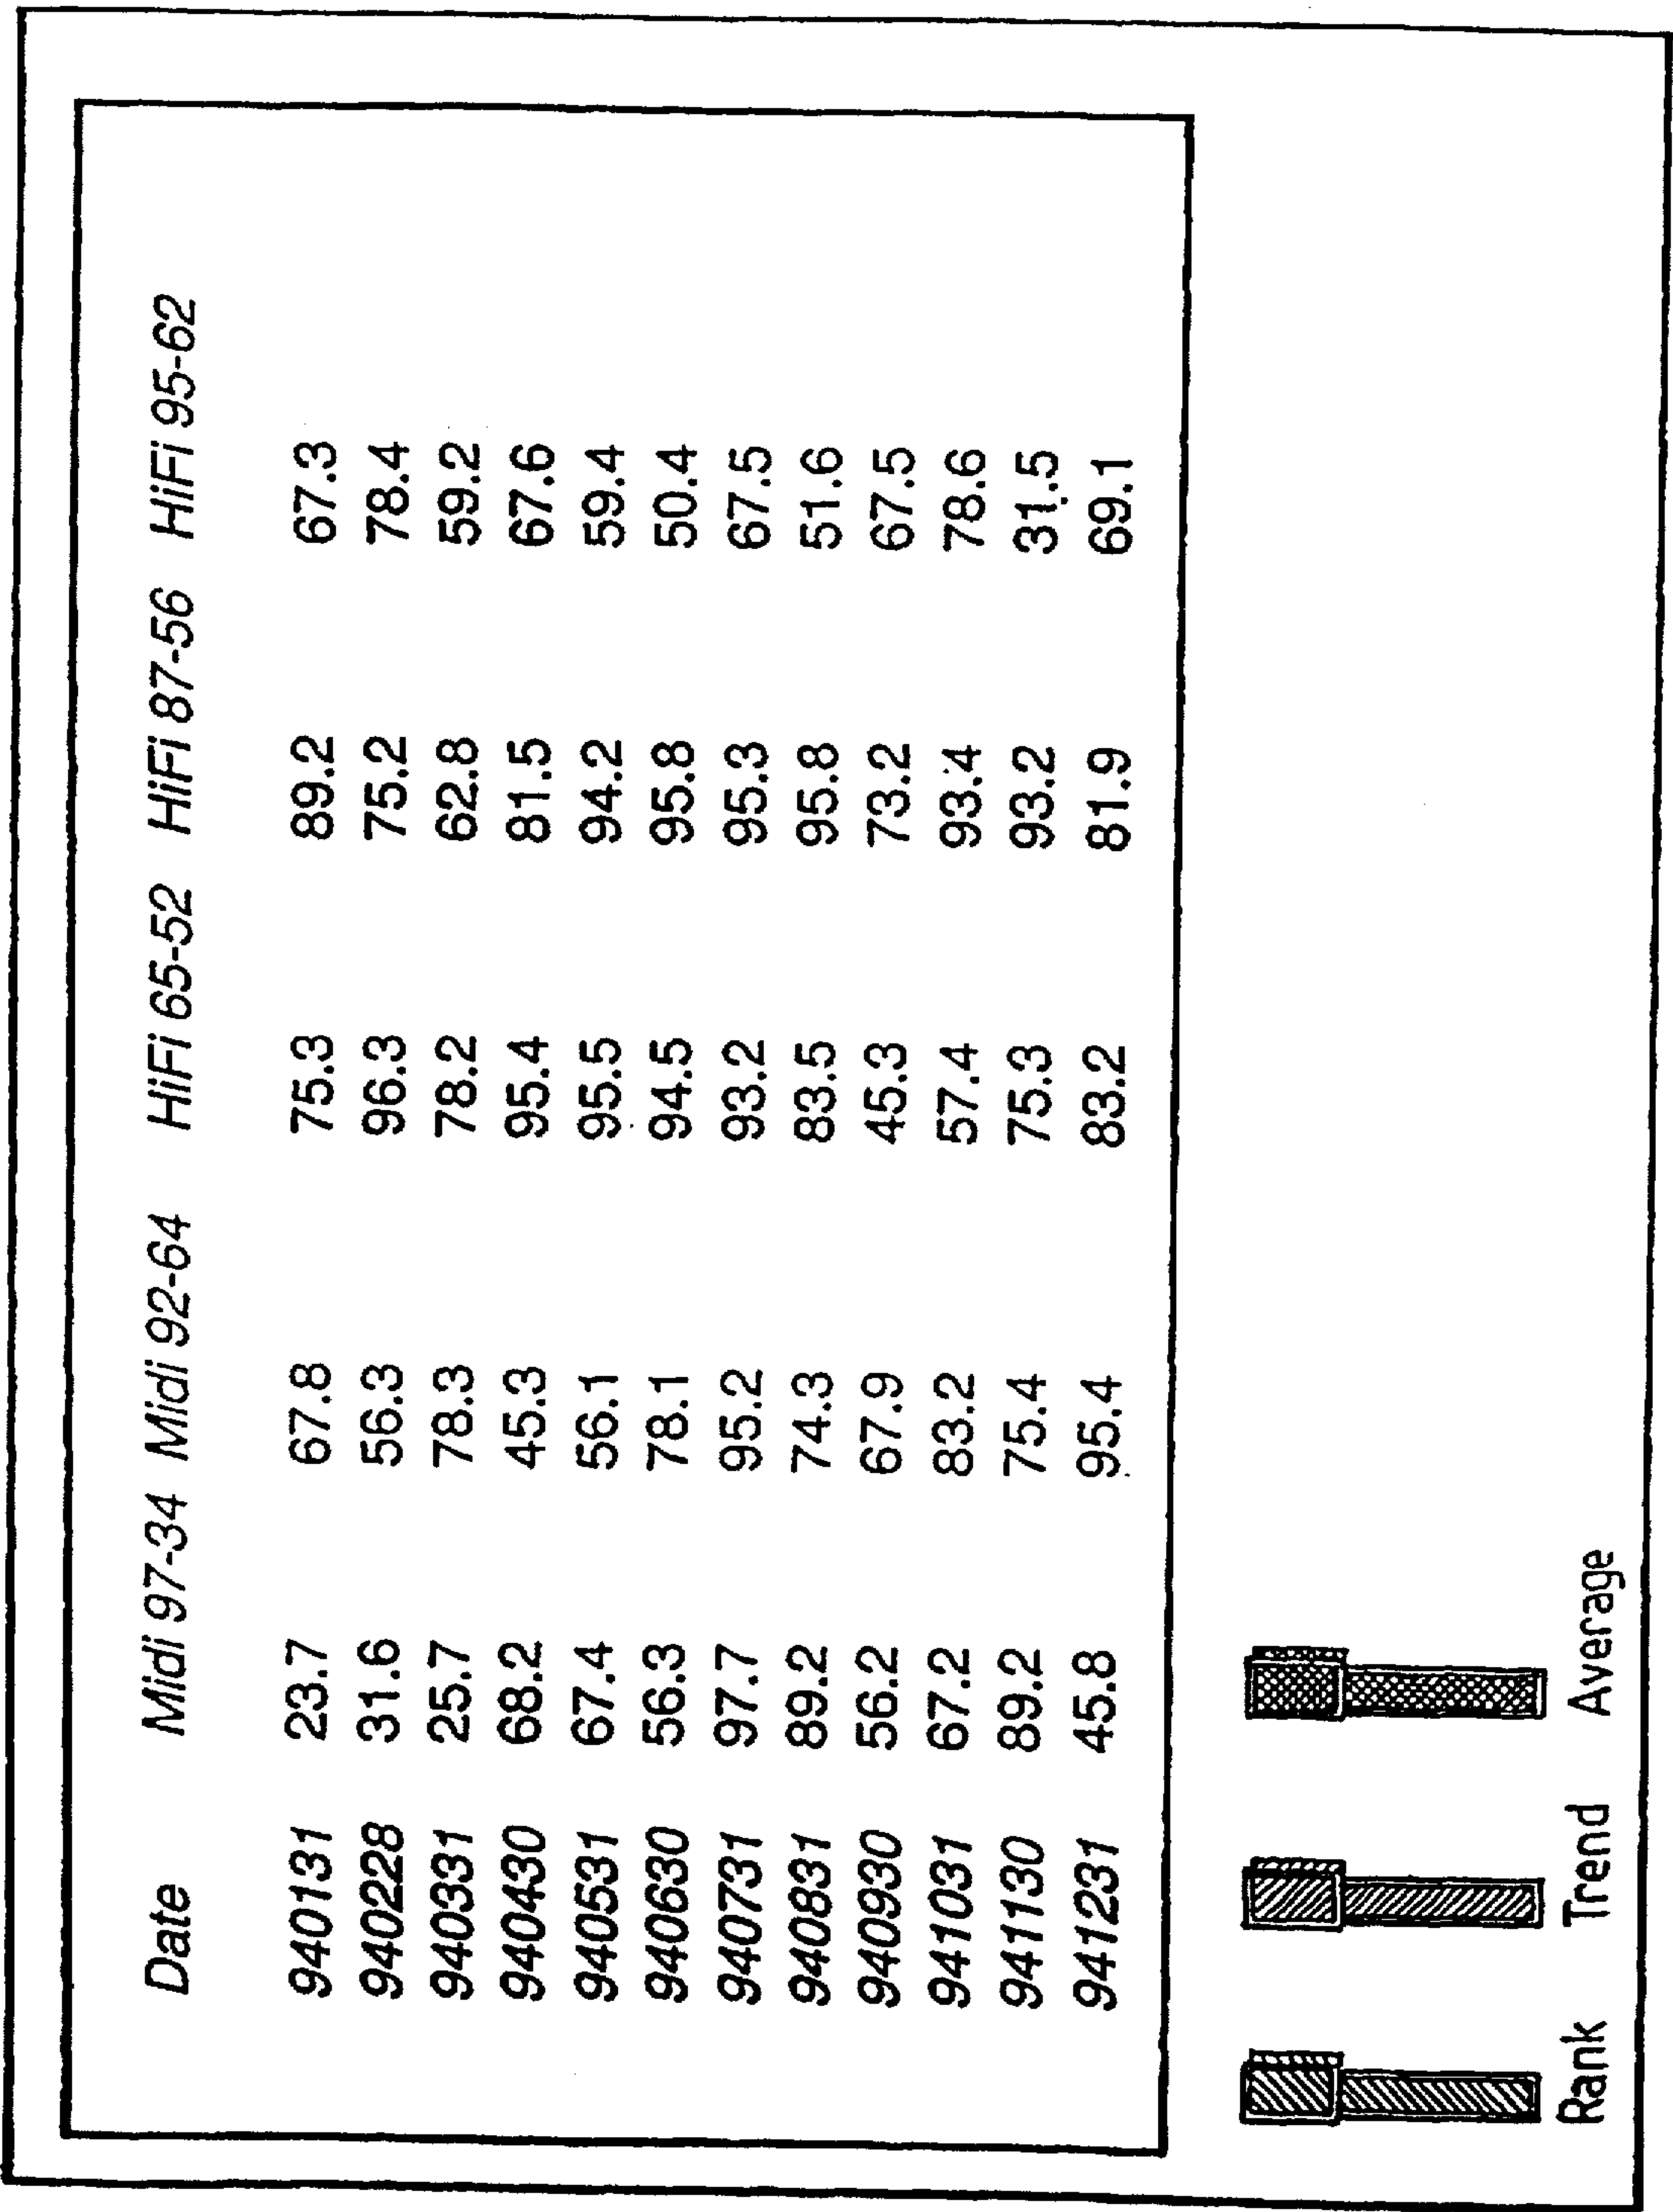 Date Midi 97-34 Midi 92-64 HiFi 65-52 HiFi 87-56 HiFi 95-62
940131 23.7 67.8 75.3 89.2 67.3
940228 31.6 56.3 96.3 75.2 78.4
940331 25.7 78.3 78.2 62.8 59.2
940430 68.2 45.3 95.4 81.5 67.6
940531 67.4 56.1 95.5 94.2 59.4
940630 56.3 78.1 94.5 95.8 50.4
940731 97.7 95.2 93.2 95.3 67.5
940831 89.2 74.3 83.5 95.8 51.6
940930 56.2 67.9 45.3 73.2 67.5
941031 67.2 83.2 57.4 93.4 78.6
941130 89.2 75.4 75.3 93.2 31.5
941231 45.8 95.4 83.2 81.9 69.1
Rank Trend Average